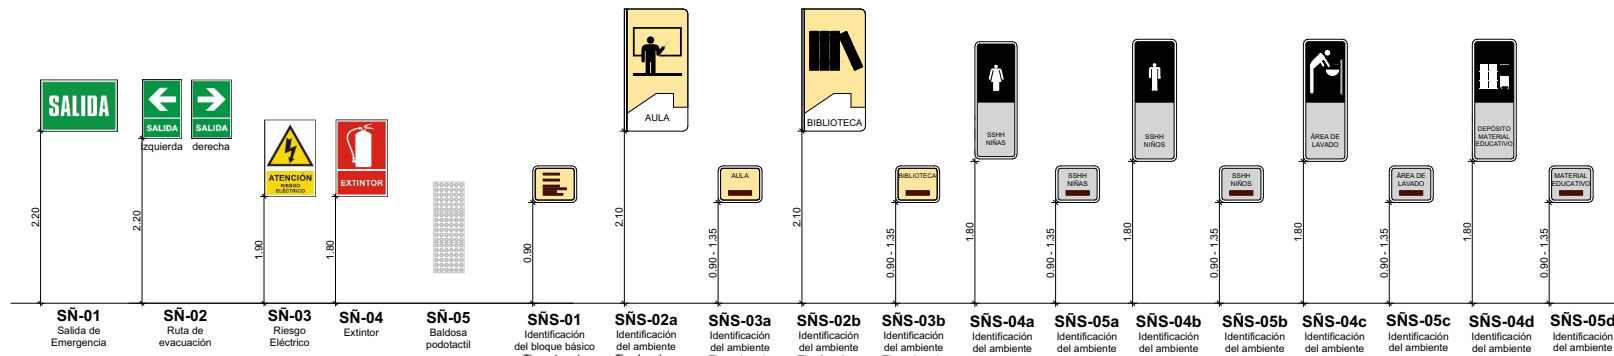 SALIDA
SALIDA
SALIDA
izquierda
derecha
ATENCIÓN
RIESGO
ELÉCTRICO
EXTINTOR
AULA
AULA
BIBLIOTECA
BIBLIOTECA
SSHH
NIÑAS
SSHH
NIÑAS
SSHH
NIÑOS
SSHH
NIÑOS
ÁREA DE
LAVADO
ÁREA DE
LAVADO
DEPÓSITO
MATERIAL
EDUCATIVO
MATERIAL
EDUCATIVO
2.20
2.20
1.90
1.80
0.90
2.10
0.90 - 1.35
2.10
0.90 - 1.35
1.80
0.90 - 1.35
1.80
0.90 - 1.35
1.80
0.90 - 1.35
1.80
0.90 - 1.35
SÑ-01
Salida de
Emergencia
SÑ-02
Ruta de
evacuación
SÑ-03
Riesgo
Eléctrico
SÑ-04
Extintor
SÑ-05
Baldosa
podotactil
SÑS-01
Identificación
del bloque básico
SÑS-02a
Identificación
del ambiente
SÑS-03a
Identificación
del ambiente
SÑS-02b
Identificación
del ambiente
SÑS-03b
Identificación
del ambiente
SÑS-04a
Identificación
del ambiente
SÑS-05a
Identificación
del ambiente
SÑS-04b
Identificación
del ambiente
SÑS-05b
Identificación
del ambiente
SÑS-04c
Identificación
del ambiente
SÑS-05c
Identificación
del ambiente
SÑS-04d
Identificación
del ambiente
SÑS-05d
Identificación
del ambiente